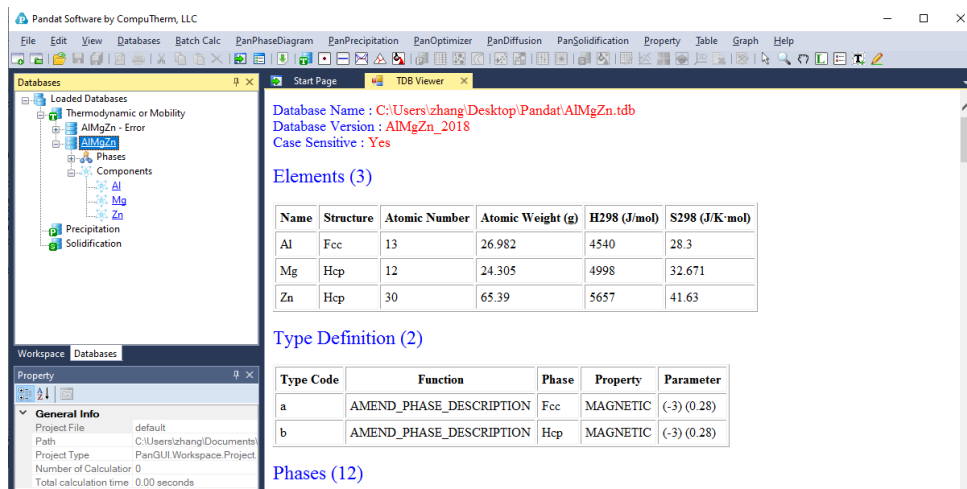 Pandat Software by CompuTherm, LLC
File Edit View Databases Batch Calc PanPhaseDiagram PanPrecipitation PanOptimizer PanDiffusion PanSolidification Property Table Graph Help
Databases
Start Page
TDB Viewer
Loaded Databases
Thermodynamic or Mobility
AlMgZn - Error
AlMgZn
Phases
Components
Al
Mg
Zn
Precipitation
Solidification
Workspace Databases
Property
General Info
Project File default
Path C:\Users\zhang\Documents\
Project Type PanGUI.Workspace.Project.
Number of Calculation 0
Total calculation time 0.00 seconds
Database Name : C:\Users\zhang\Desktop\Pandat\AlMgZn.tdb
Database Version : AlMgZn_2018
Case Sensitive : Yes
Elements (3)
Name Structure Atomic Number Atomic Weight (g) H298 (J/mol) S298 (J/K·mol)
Al Fcc 13 26.982 4540 28.3
Mg Hcp 12 24.305 4998 32.671
Zn Hcp 30 65.39 5657 41.63
Type Definition (2)
Type Code Function Phase Property Parameter
a AMEND_PHASE_DESCRIPTION Fcc MAGNETIC (-3) (0.28)
b AMEND_PHASE_DESCRIPTION Hcp MAGNETIC (-3) (0.28)
Phases (12)